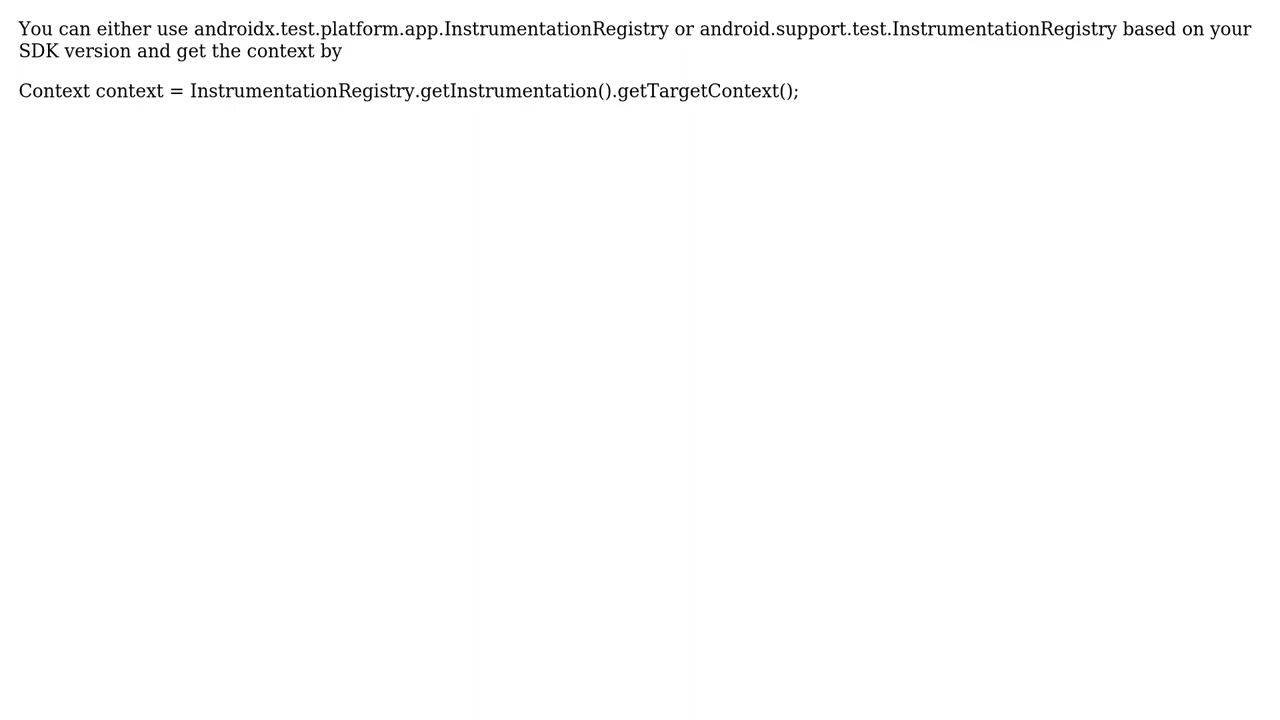 You can either use androidx.test.platform.app.InstrumentationRegistry or android.support.test.InstrumentationRegistry based on your
SDK version and get the context by
Context context = InstrumentationRegistry.getInstrumentation().getTargetContext();